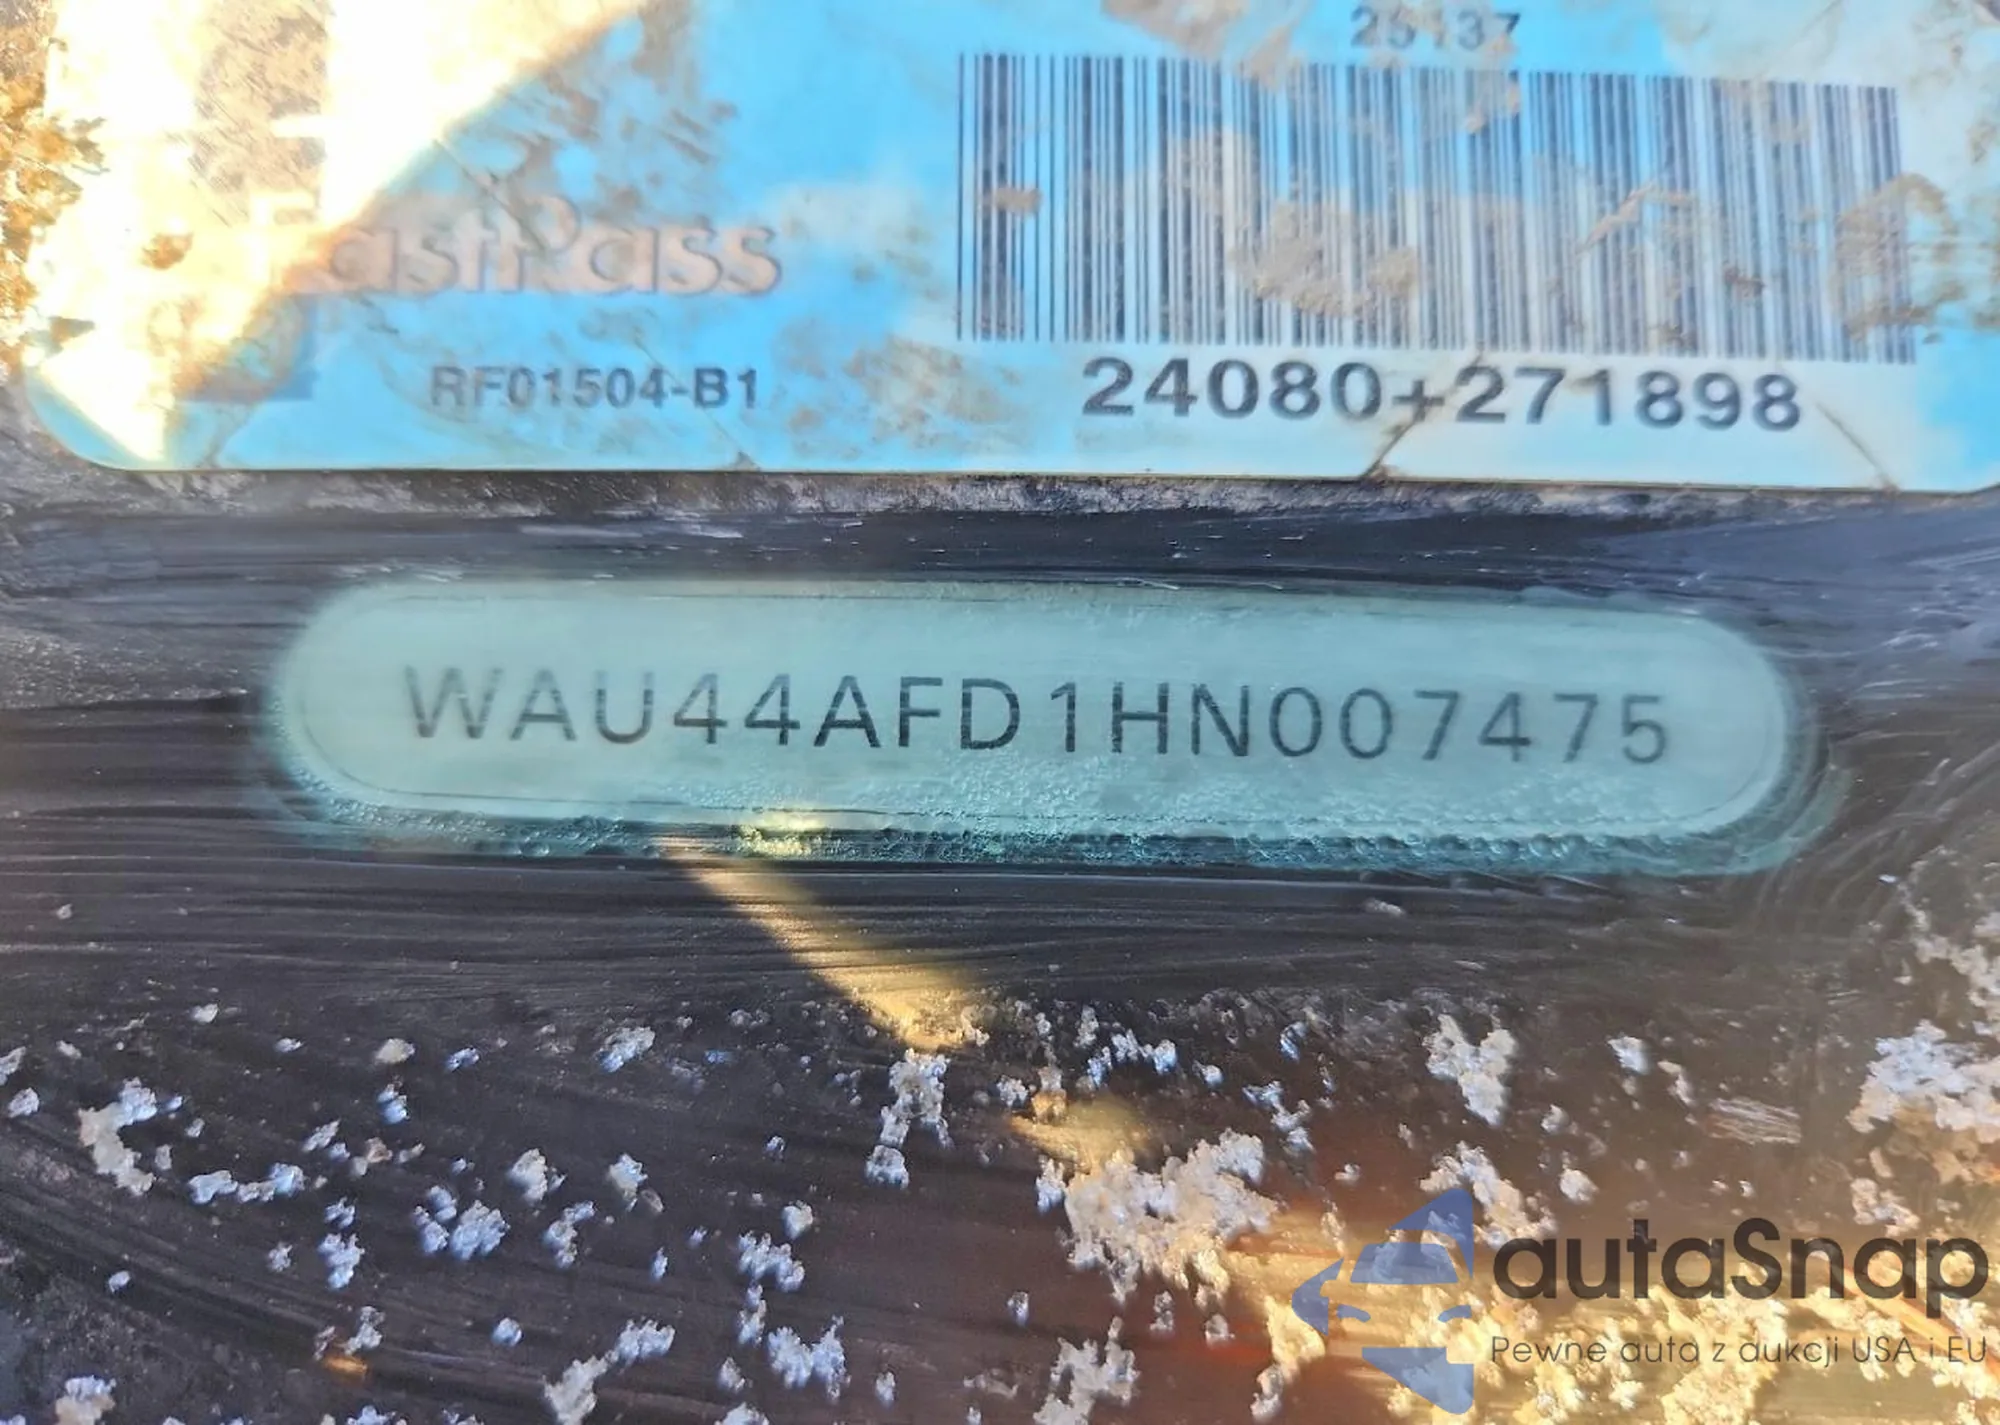 25137
FastPass
RF01504-B1
24080+271898
WAU44AFD1HN007475
autaSnap
Pewne auta z aukcji USA i EU